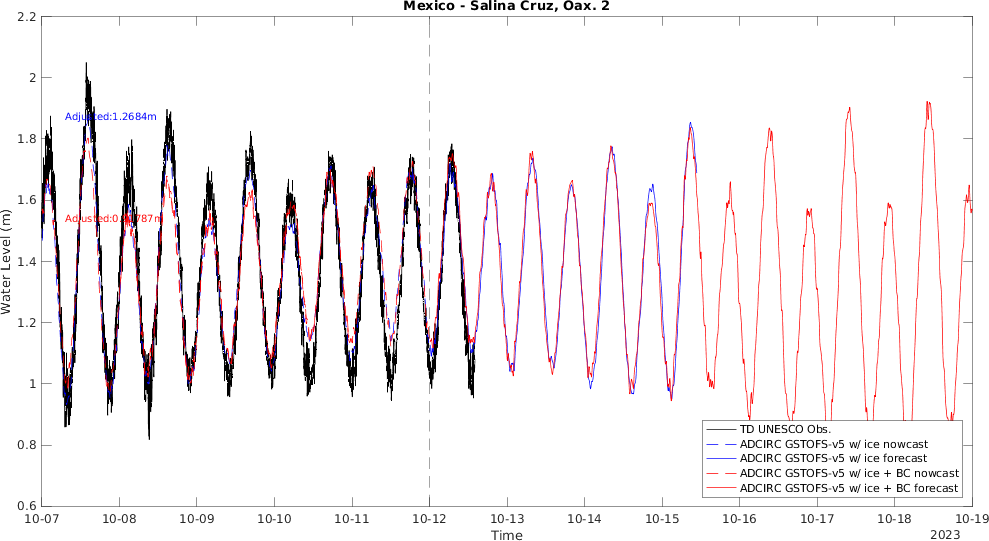 Mexico - Salina Cruz, Oax. 2
2.2
2
1.8
1.6
1.4
1.2
1
0.8
0.6
Water Level (m)
Adjusted:1.2684m
10-07
10-08
10-09
10-10
10-11
10-12
10-13
10-14
10-15
10-16
10-17
10-18
10-19
Time
2023
TD UNESCO Obs.
ADCIRC GSTOFS-v5 w/ ice nowcast
ADCIRC GSTOFS-v5 w/ ice forecast
ADCIRC GSTOFS-v5 w/ ice + BC nowcast
ADCIRC GSTOFS-v5 w/ ice + BC forecast